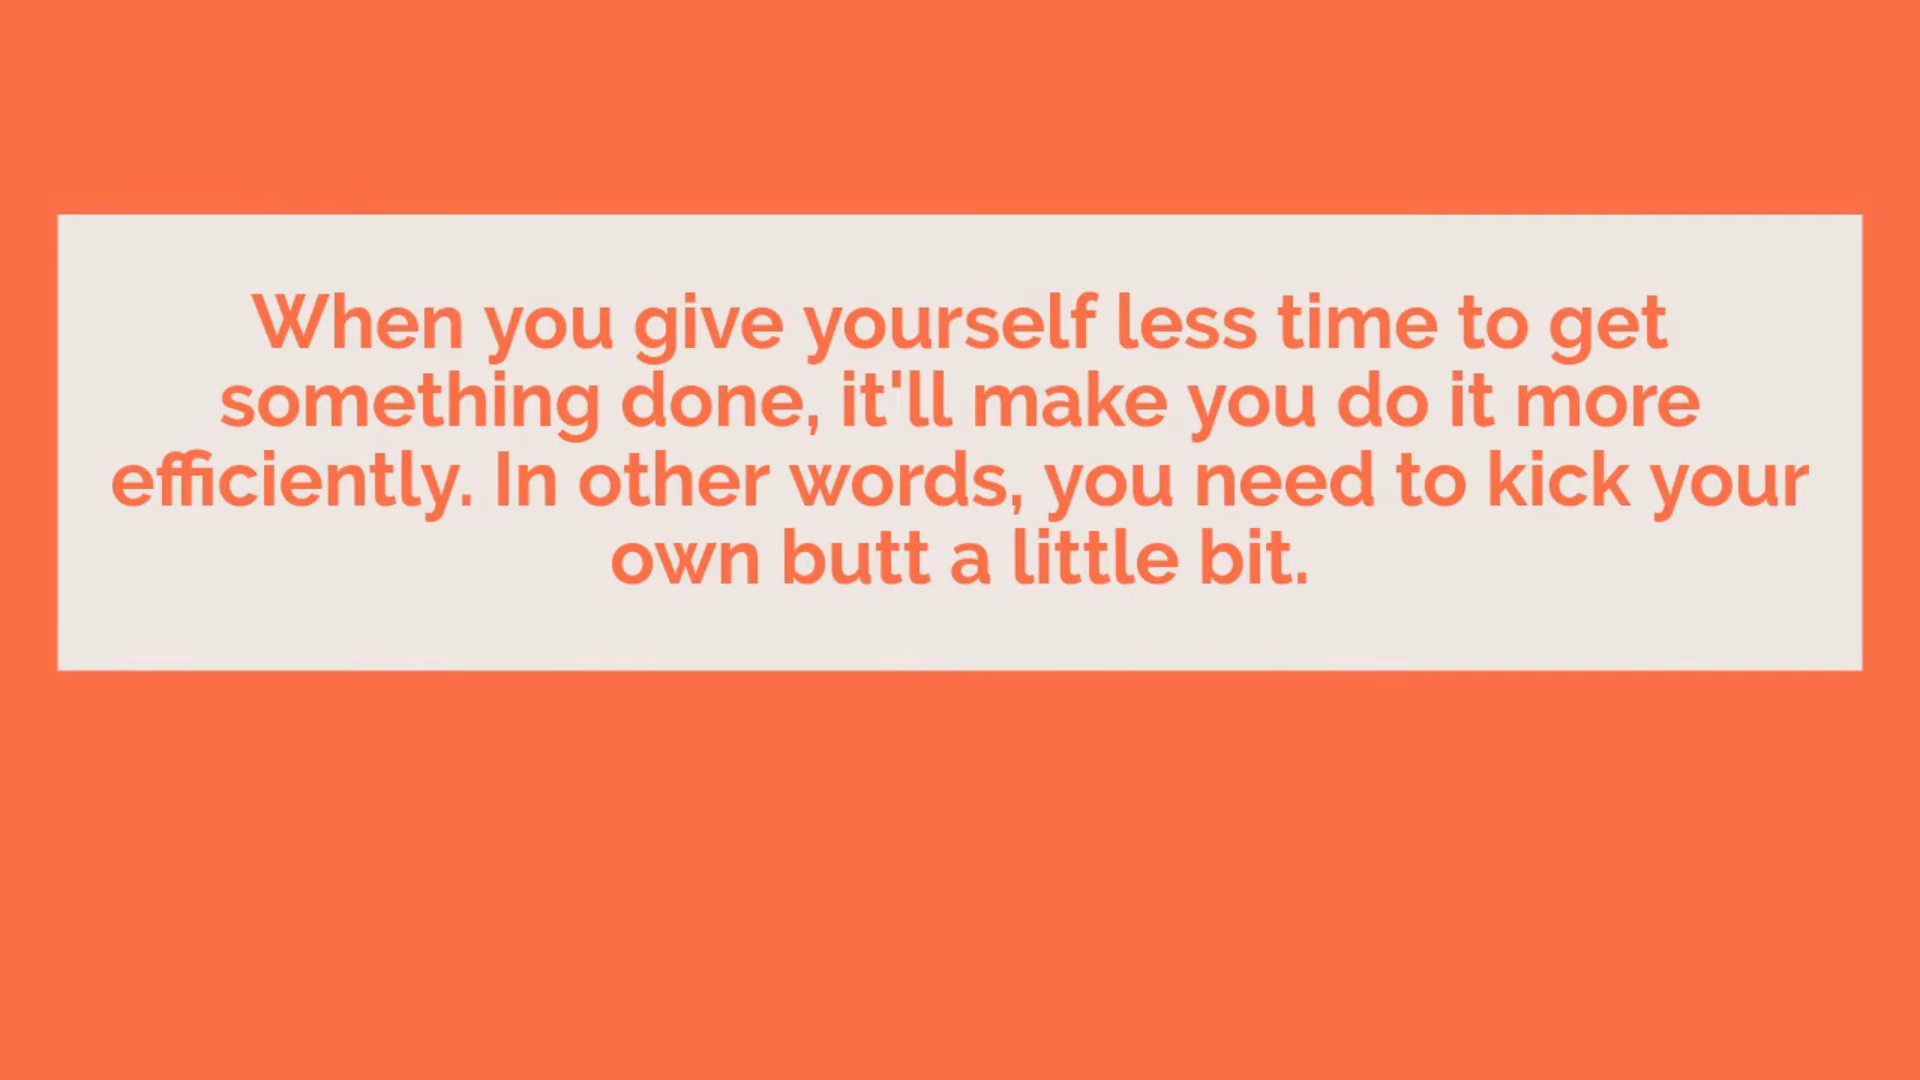 When you give yourself less time to get
something done, it'll make you do it more
efficiently. In other words, you need to kick your
own butt a little bit.